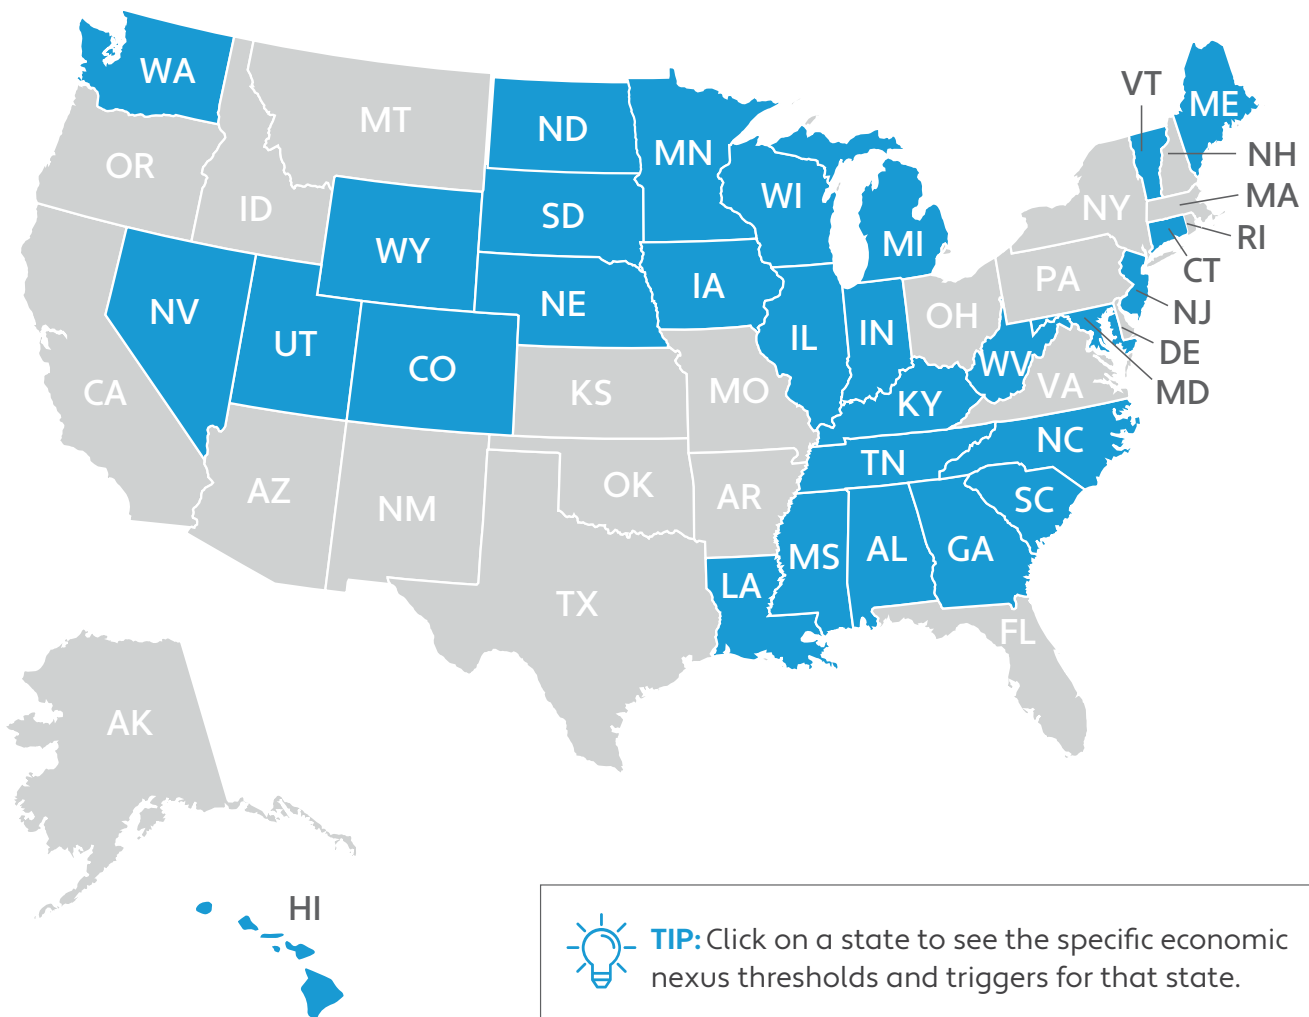 WA
MT
ND
MN
VT
ME
OR
ID
SD
WI
MI
NY
NH
MA
RI
WY
NE
IA
PA
CT
NV
UT
CO
IL
IN
OH
NJ
DE
MD
CA
KS
MO
WV
VA
KY
NC
AZ
NM
OK
AR
TN
SC
TX
LA
MS
AL
GA
FL
AK
HI
TIP: Click on a state to see the specific economic
nexus thresholds and triggers for that state.